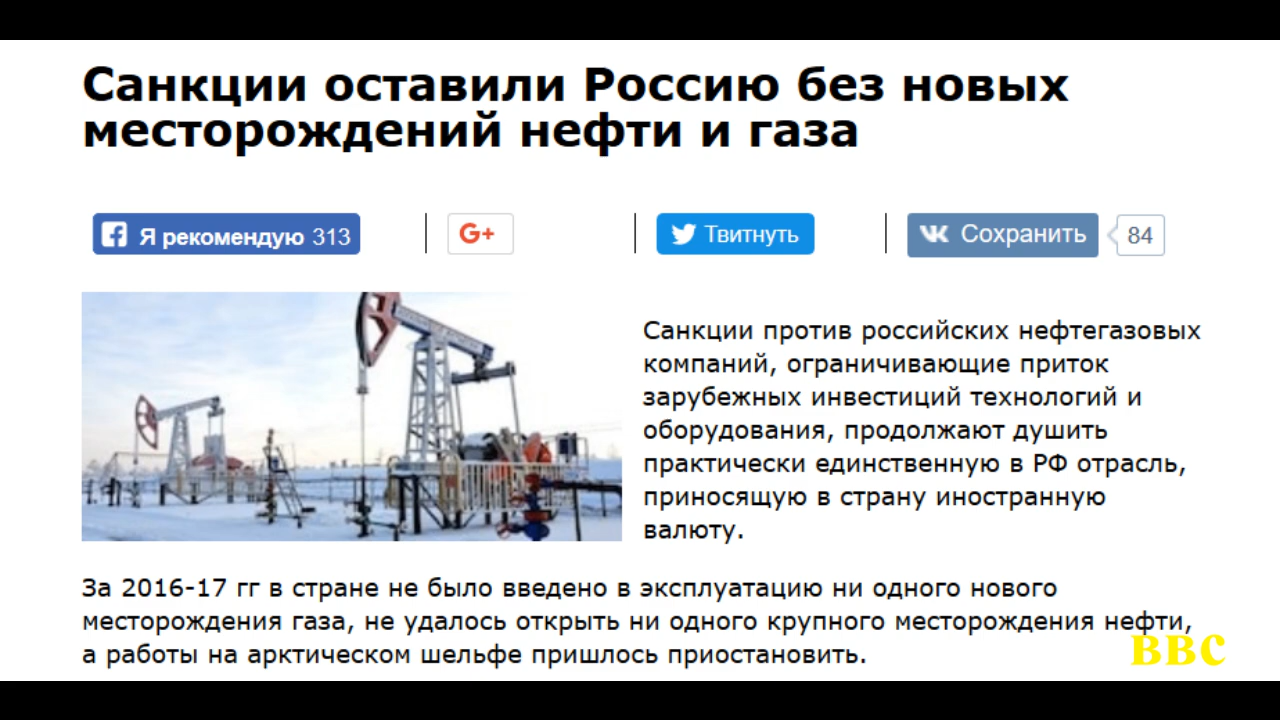 Санкции оставили Россию без новых
месторождений нефти и газа
Я рекомендую 313
G+
Твитнуть
Сохранить
84
Санкции против российских нефтегазовых
компаний, ограничивающие приток
зарубежных инвестиций технологий и
оборудования, продолжают душить
практически единственную в РФ отрасль,
приносящую в страну иностранную
валюту.
За 2016-17 гг в стране не было введено в эксплуатацию ни одного нового
месторождения газа, не удалось открыть ни одного крупного месторождения нефти,
а работы на арктическом шельфе пришлось приостановить.
ввс